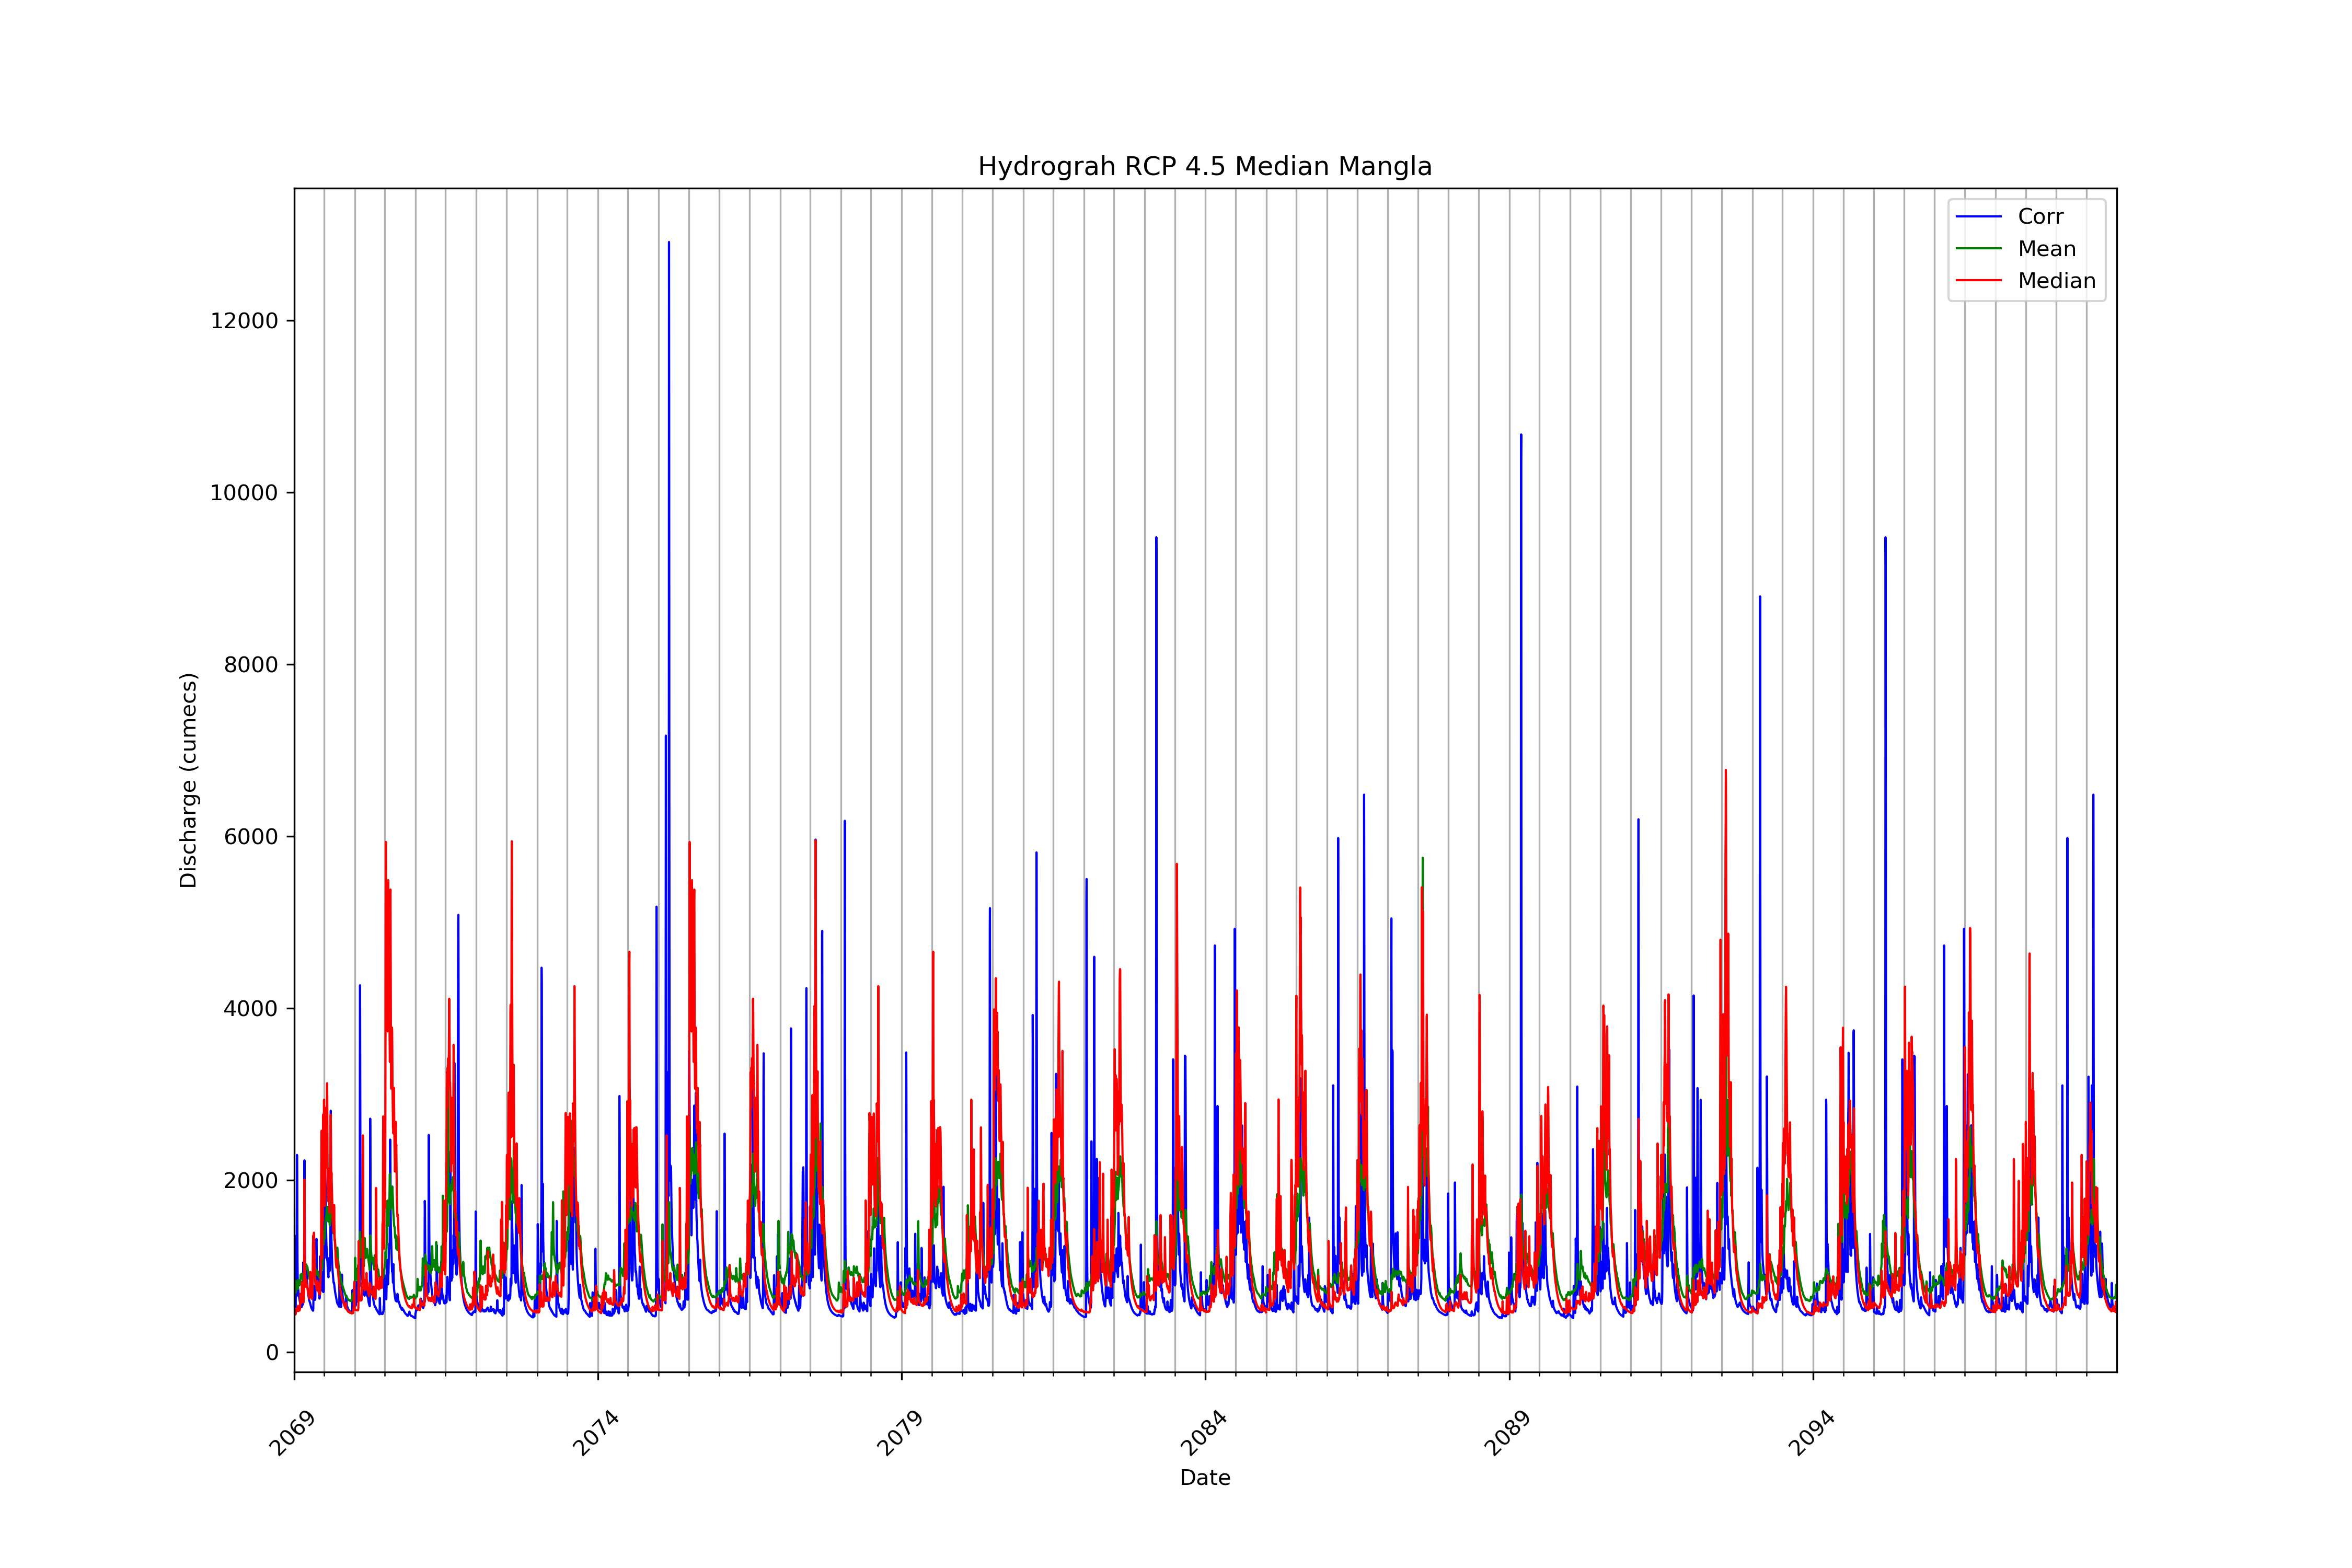 Hydrograh RCP 4.5 Median Mangla
Corr
Mean
Median
12000
10000
8000
6000
4000
2000
0
Discharge (cumecs)
2069
2074
2079
2084
2089
2094
Date